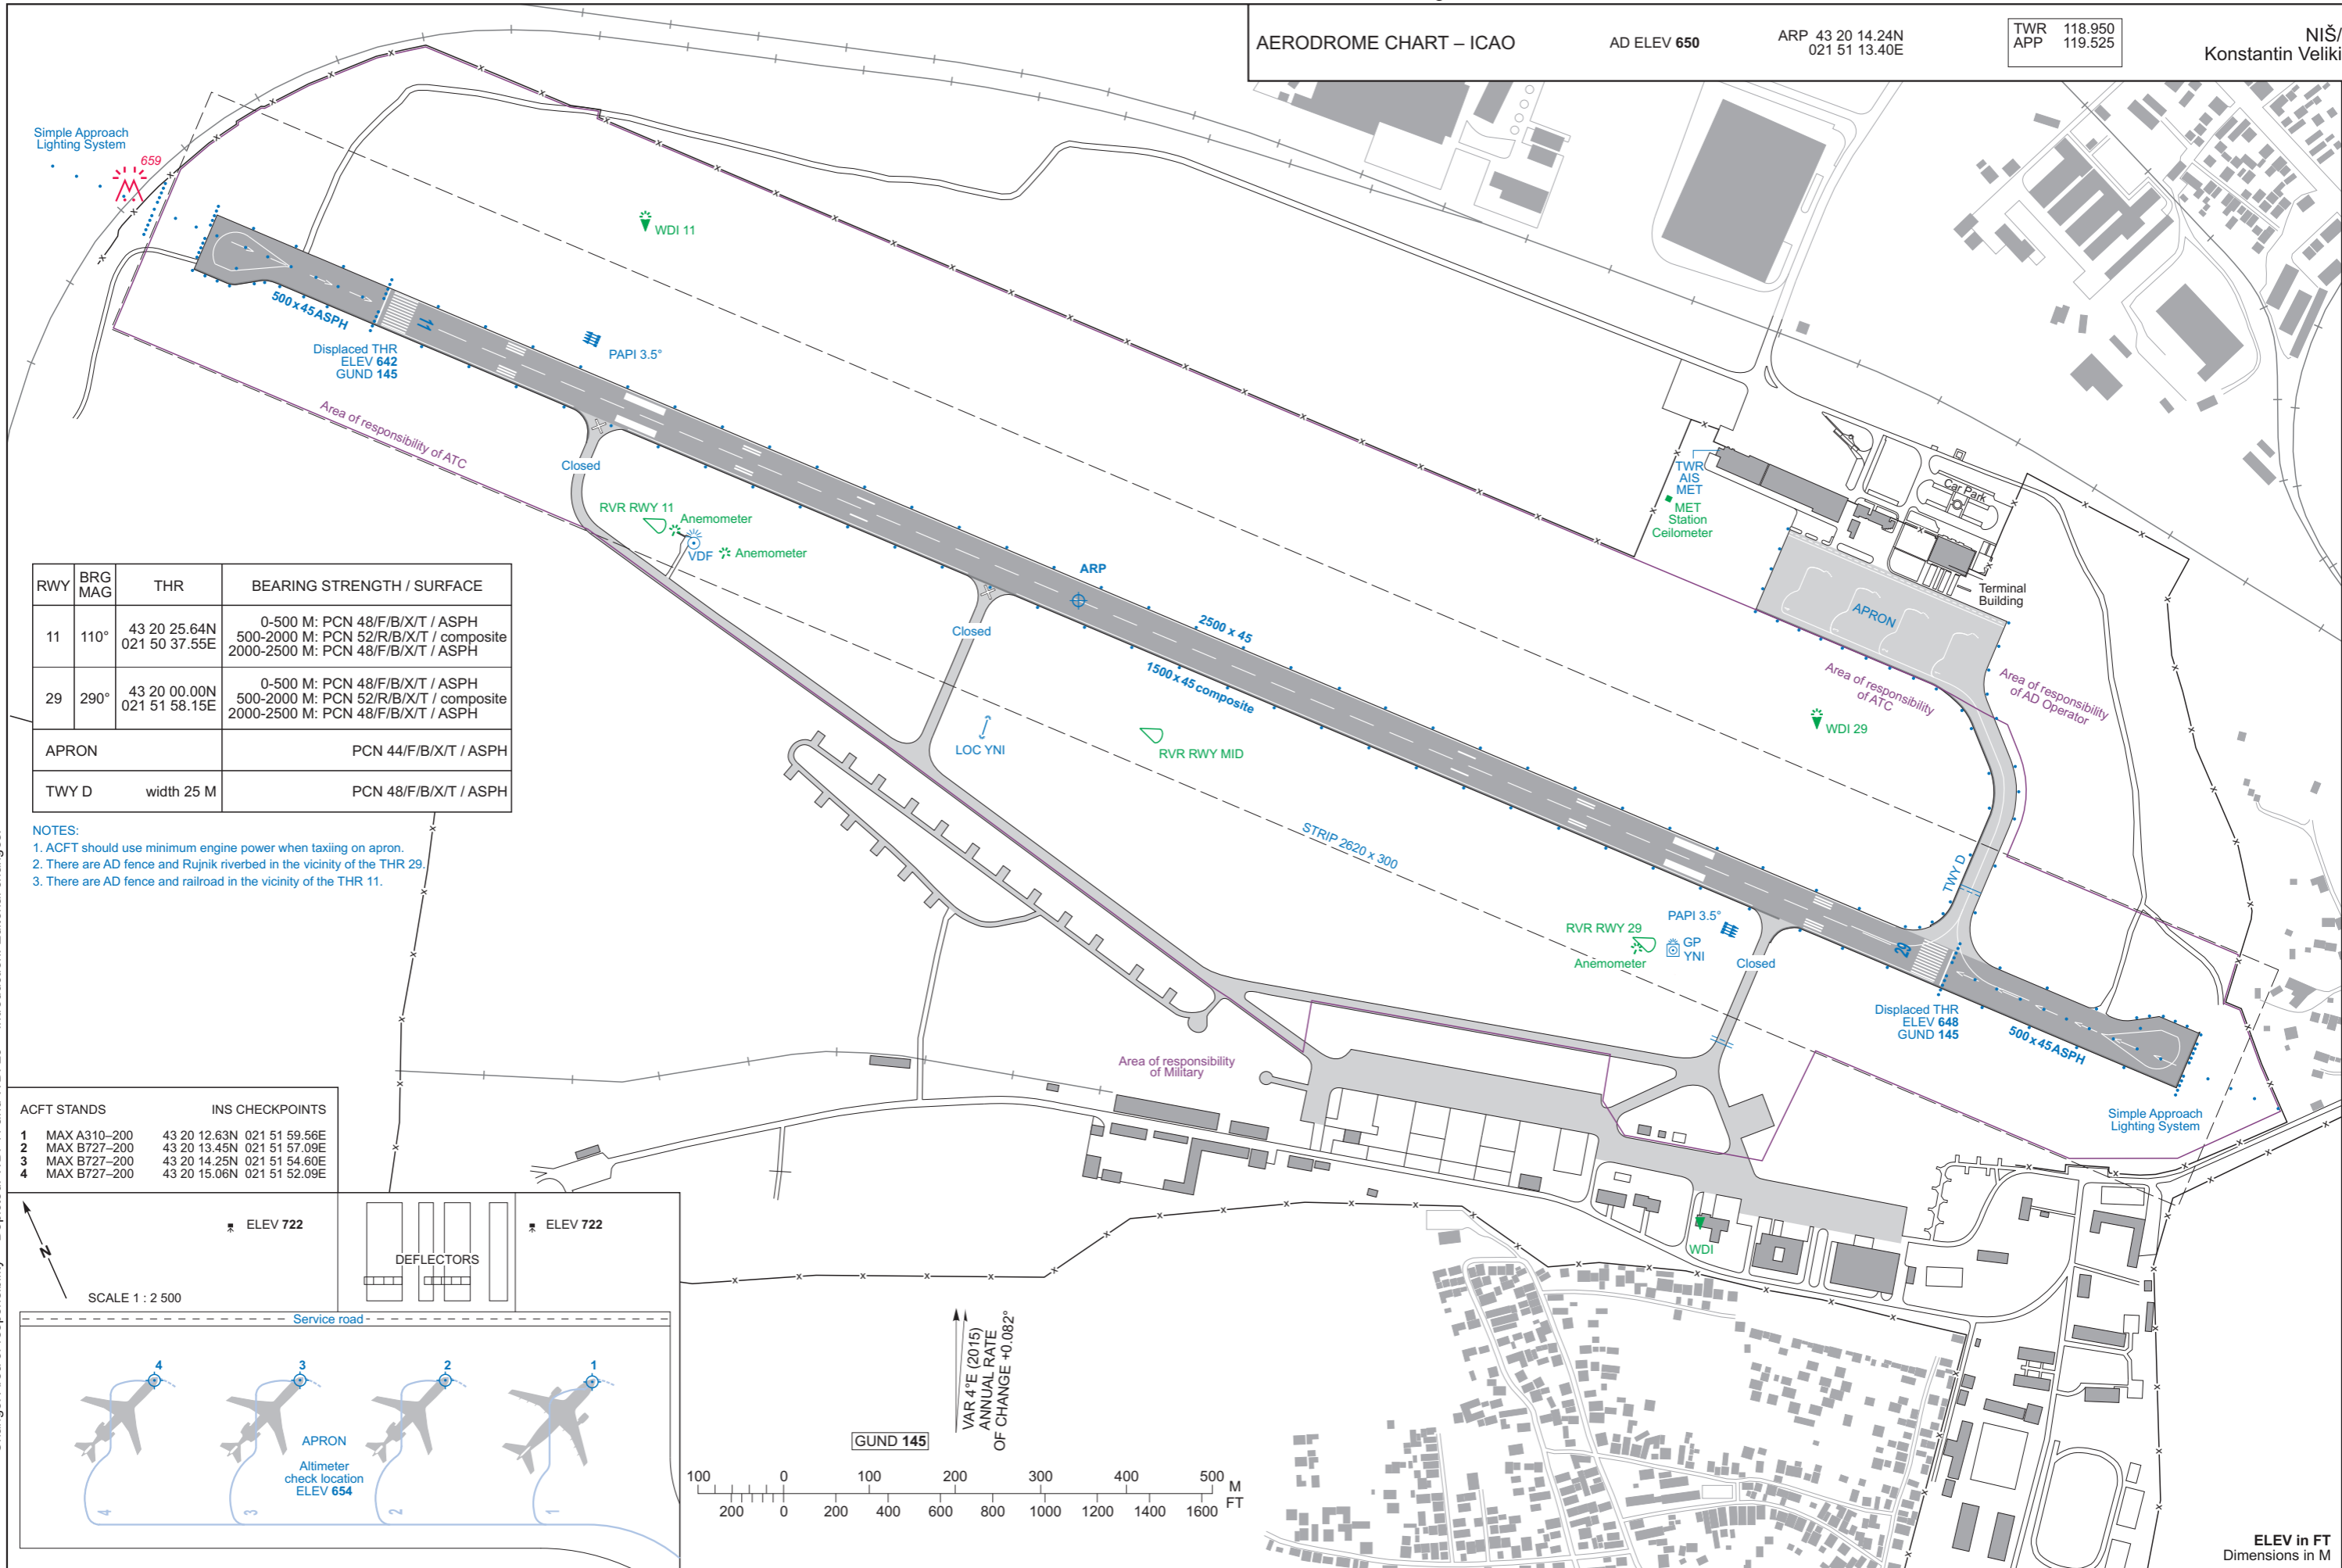 AERODROME CHART – ICAO
AD ELEV 650
ARP 43 20 14.24N
021 51 13.40E
TWR 118.950
APP 119.525
NIŠ/
Konstantin Veliki
Simple Approach
Lighting System
659
WDI 11
500 x 45 ASPH
Displaced THR
ELEV 642
GUND 145
PAPI 3.5°
11
Area of responsibility of ATC
Closed
RVR RWY 11
Anemometer
VDF
Anemometer
Closed
ARP
2500 x 45
1500 x 45 composite
LOC YNI
RVR RWY MID
STRIP 2620 x 300
TWR
AIS
MET
MET
Station
Ceilometer
Car Park
Terminal
Building
APRON
Area of responsibility
of ATC
Area of responsibility
of AD Operator
WDI 29
TWY D
PAPI 3.5°
RVR RWY 29
Anemometer
GP
YNI
Closed
29
Displaced THR
ELEV 648
GUND 145
500 x 45 ASPH
Simple Approach
Lighting System
Area of responsibility
of Military
WDI
RWY BRG MAG THR BEARING STRENGTH / SURFACE
11 110° 43 20 25.64N 021 50 37.55E
0-500 M: PCN 48/F/B/X/T / ASPH
500-2000 M: PCN 52/R/B/X/T / composite
2000-2500 M: PCN 48/F/B/X/T / ASPH
29 290° 43 20 00.00N 021 51 58.15E
0-500 M: PCN 48/F/B/X/T / ASPH
500-2000 M: PCN 52/R/B/X/T / composite
2000-2500 M: PCN 48/F/B/X/T / ASPH
APRON PCN 44/F/B/X/T / ASPH
TWY D width 25 M PCN 48/F/B/X/T / ASPH
NOTES:
1. ACFT should use minimum engine power when taxiing on apron.
2. There are AD fence and Rujnik riverbed in the vicinity of the THR 29.
3. There are AD fence and railroad in the vicinity of the THR 11.
ACFT STANDS INS CHECKPOINTS
1 MAX A310–200 43 20 12.63N 021 51 59.56E
2 MAX B727–200 43 20 13.45N 021 51 57.09E
3 MAX B727–200 43 20 14.25N 021 51 54.60E
4 MAX B727–200 43 20 15.06N 021 51 52.09E
N
SCALE 1 : 2 500
ELEV 722
DEFLECTORS
ELEV 722
Service road
4 3 2 1
APRON
Altimeter
check location
ELEV 654
4 3 2 1
GUND 145
VAR 4°E (2015)
ANNUAL RATE
OF CHANGE +0.082°
100 0 100 200 300 400 500 M
200 0 200 400 600 800 1000 1200 1400 1600 FT
ELEV in FT
Dimensions in M